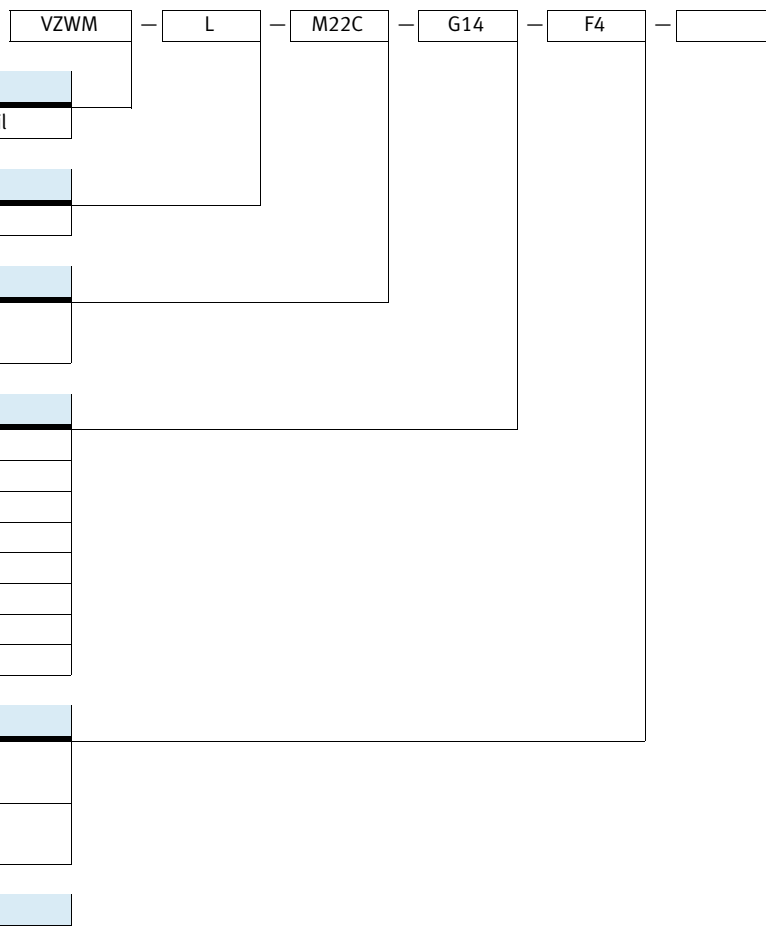 VZWM — L — M22C — G14 — F4 —